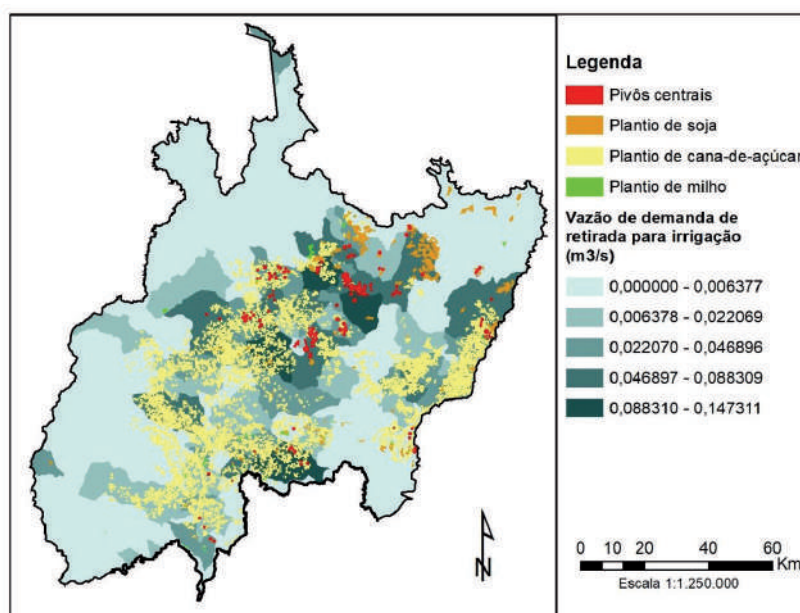 Legenda
Pivôs centrais
Plantio de soja
Plantio de cana-de-açúcar
Plantio de milho
Vazão de demanda de
retirada para irrigação
(m3/s)
0,000000 - 0,006377
0,006378 - 0,022069
0,022070 - 0,046896
0,046897 - 0,088309
0,088310 - 0,147311
N
0 10 20 40 60
Km
Escala 1:1.250.000